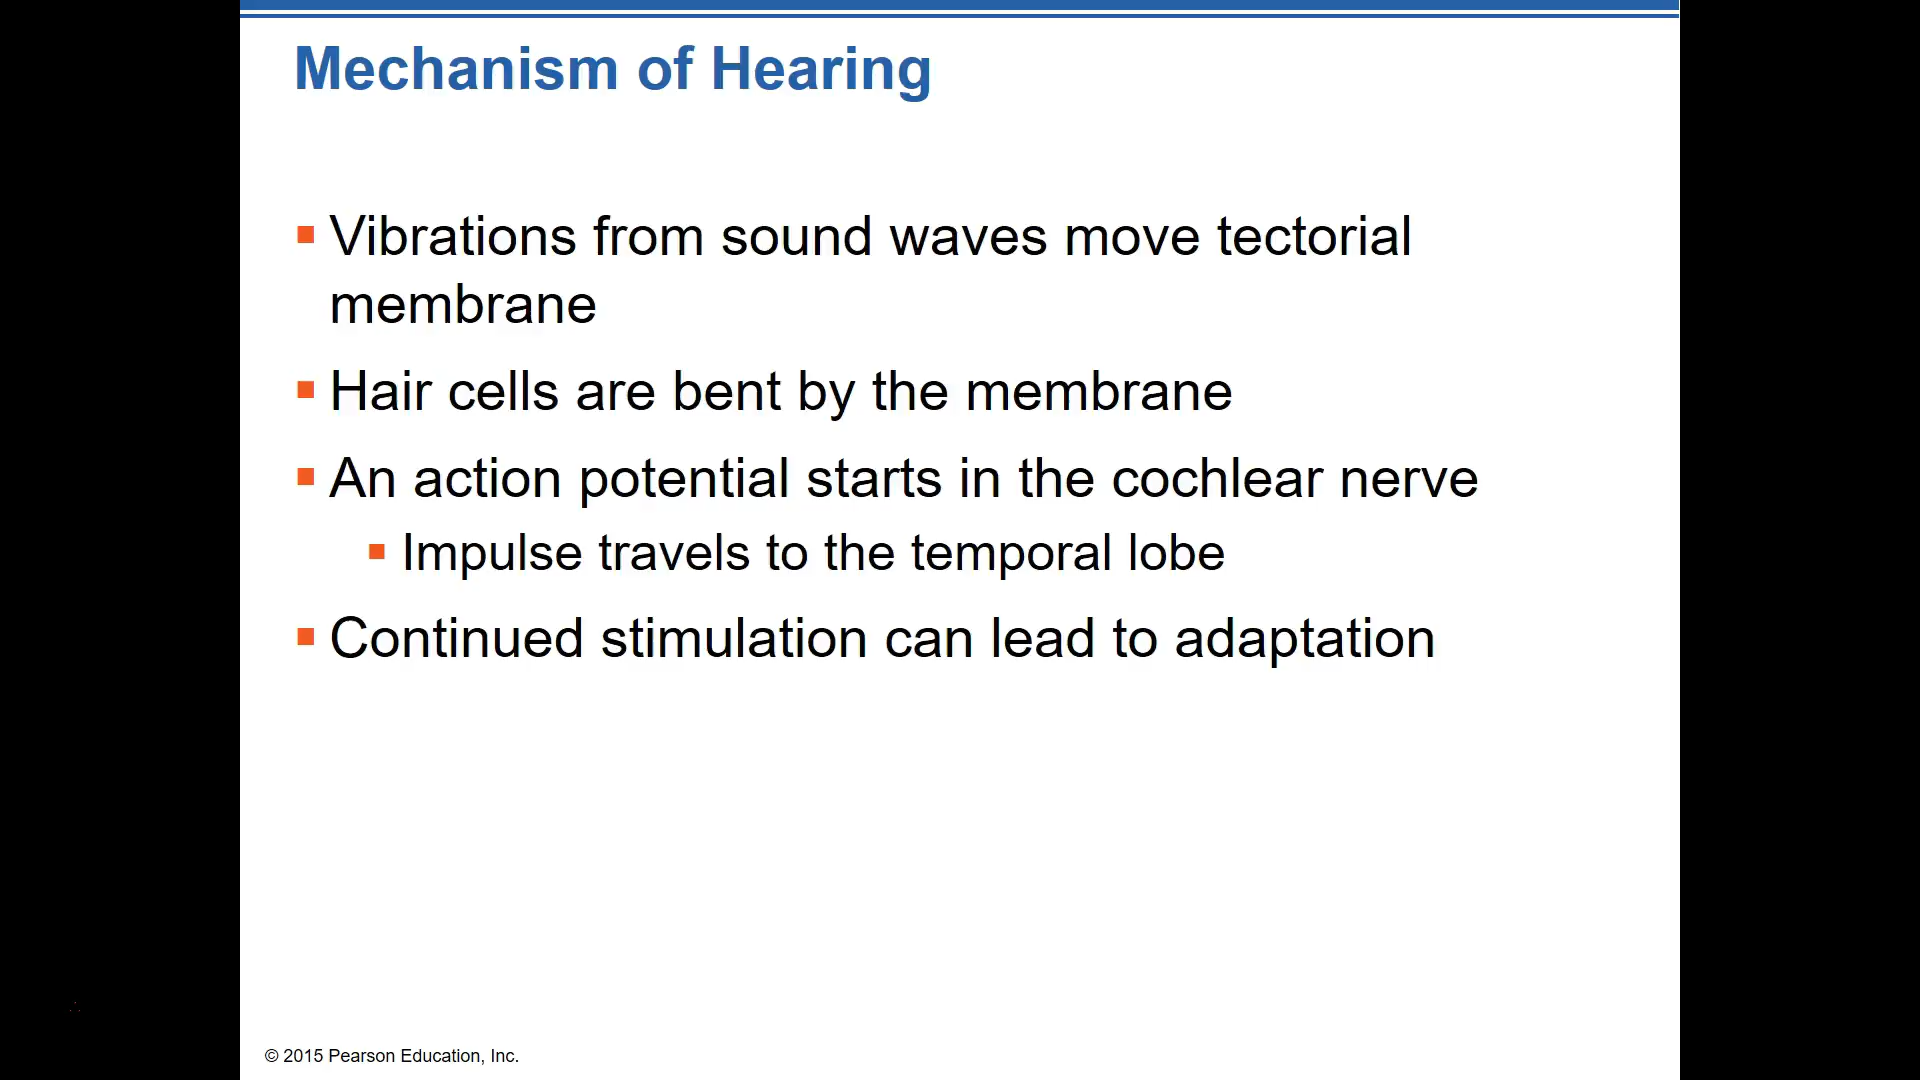 Mechanism of Hearing
Vibrations from sound waves move tectorial
membrane
Hair cells are bent by the membrane
An action potential starts in the cochlear nerve
Impulse travels to the temporal lobe
Continued stimulation can lead to adaptation
© 2015 Pearson Education, Inc.